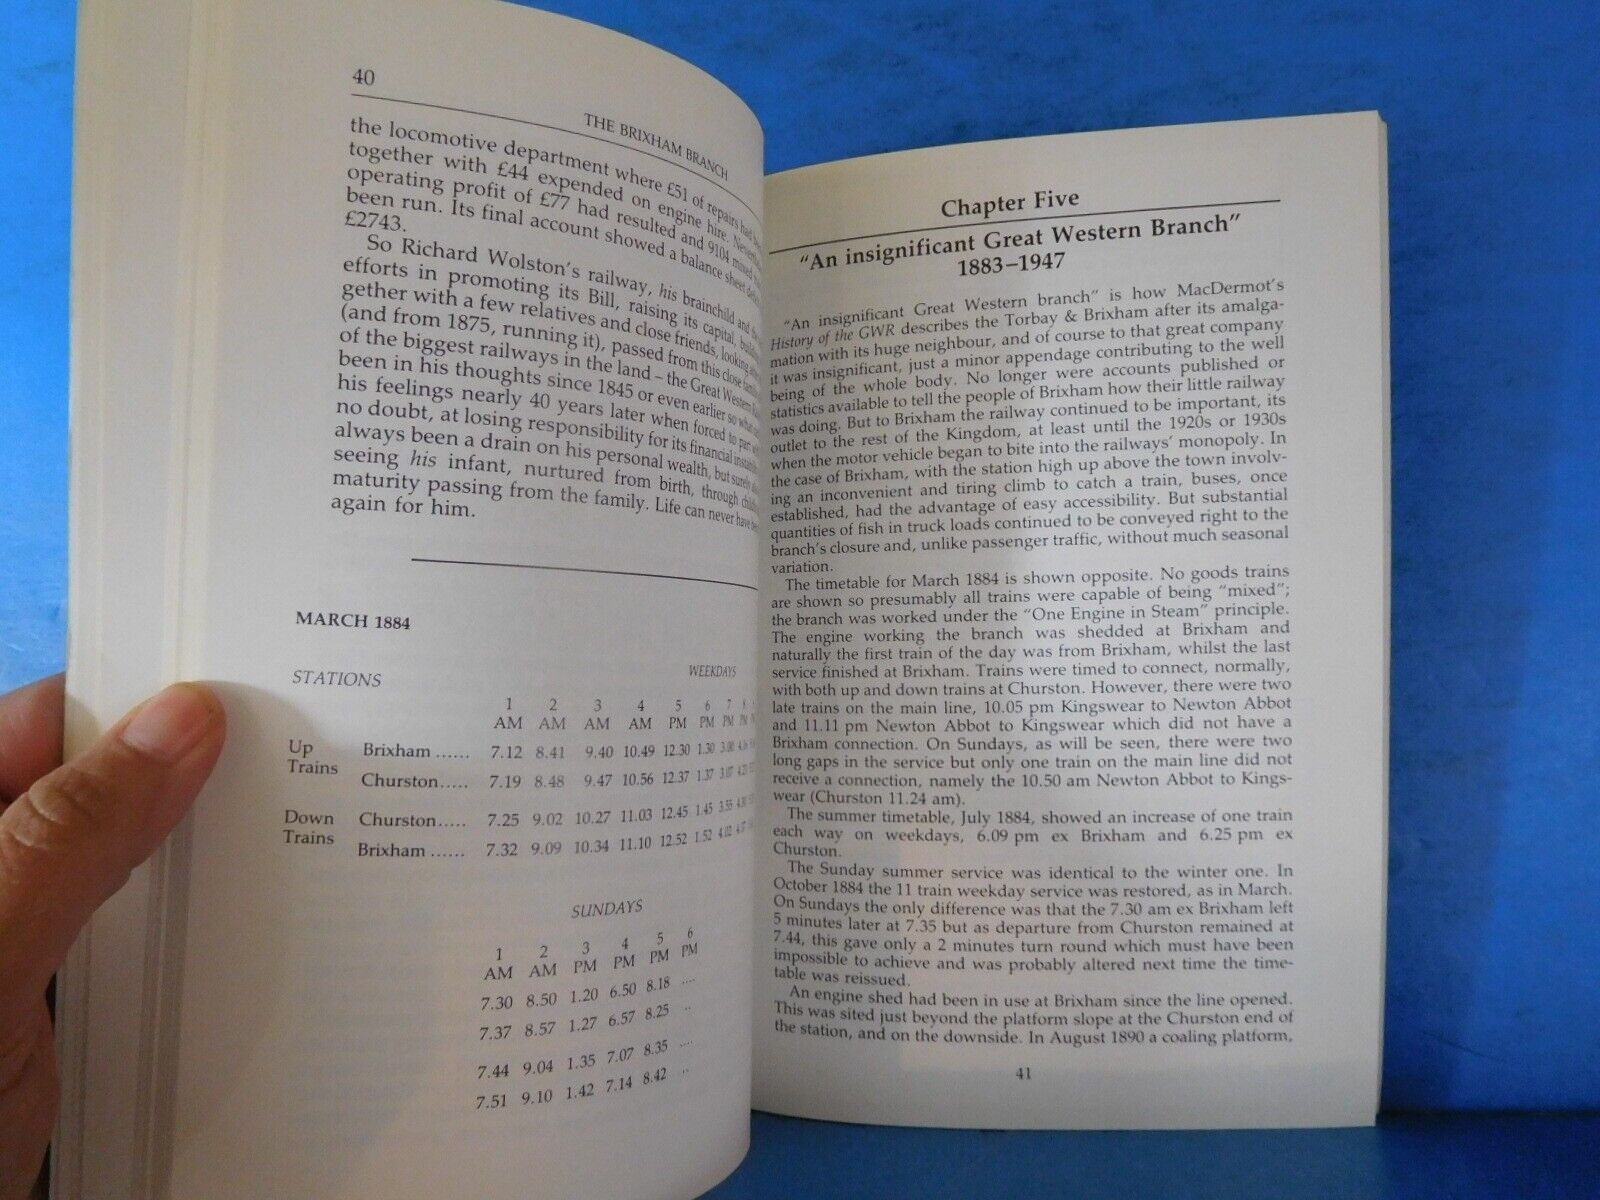 40
THE BRIXHAM BRANCH
the locomotive department where £51 of repairs had
together with £44 expended on engine hire.
operating profit of £77 had resulted and 9104 mixed
been run. Its final account showed a balance sheet
£2743.
So Richard Wolston's railway, his brainchild and
efforts in promoting its Bill, raising its capital,
gether with a few relatives and close friends, looking
(and from 1875, running it), passed from this close
of the biggest railways in the land – the Great Western
been in his thoughts since 1845 or even earlier so
his feelings nearly 40 years later when forced to part
no doubt, at losing responsibility for its financial
always been a drain on his personal wealth, but surely
seeing his infant, nurtured from birth, through
maturity passing from the family. Life can never have
again for him.
MARCH 1884
STATIONS WEEKDAYS
1 2 3 4 5 6 7 8
AM AM AM AM PM PM PM PM
Up Trains Brixham ...... 7.12 8.41 9.40 10.49 12.30 1.30 3.00
Churston..... 7.19 8.48 9.47 10.56 12.37 1.37 3.07
Down Trains Churston..... 7.25 9.02 10.27 11.03 12.45 1.45 3.55
Brixham ...... 7.32 9.09 10.34 11.10 12.52 1.52 4.02
SUNDAYS
1 2 3 4 5 6
AM AM PM PM PM PM
7.30 8.50 1.20 6.50 8.18 ....
7.37 8.57 1.27 6.57 8.25 ..
7.44 9.04 1.35 7.07 8.35 ....
7.51 9.10 1.42 7.14 8.42 ..
Chapter Five
"An insignificant Great Western Branch"
1883–1947
"An insignificant Great Western branch" is how MacDermot's
History of the GWR describes the Torbay & Brixham after its amalga-
mation with its huge neighbour, and of course to that great company
it was insignificant, just a minor appendage contributing to the well
being of the whole body. No longer were accounts published or
statistics available to tell the people of Brixham how their little railway
was doing. But to Brixham the railway continued to be important, its
outlet to the rest of the Kingdom, at least until the 1920s or 1930s
when the motor vehicle began to bite into the railways' monopoly. In
the case of Brixham, with the station high up above the town involv-
ing an inconvenient and tiring climb to catch a train, buses, once
established, had the advantage of easy accessibility. But substantial
quantities of fish in truck loads continued to be conveyed right to the
branch's closure and, unlike passenger traffic, without much seasonal
variation.
The timetable for March 1884 is shown opposite. No goods trains
are shown so presumably all trains were capable of being "mixed";
the branch was worked under the "One Engine in Steam" principle.
The engine working the branch was shedded at Brixham and
naturally the first train of the day was from Brixham, whilst the last
service finished at Brixham. Trains were timed to connect, normally,
with both up and down trains at Churston. However, there were two
late trains on the main line, 10.05 pm Kingswear to Newton Abbot
and 11.11 pm Newton Abbot to Kingswear which did not have a
Brixham connection. On Sundays, as will be seen, there were two
long gaps in the service but only one train on the main line did not
receive a connection, namely the 10.50 am Newton Abbot to Kings-
wear (Churston 11.24 am).
The summer timetable, July 1884, showed an increase of one train
each way on weekdays, 6.09 pm ex Brixham and 6.25 pm ex
Churston.
The Sunday summer service was identical to the winter one. In
October 1884 the 11 train weekday service was restored, as in March.
On Sundays the only difference was that the 7.30 am ex Brixham left
5 minutes later at 7.35 but as departure from Churston remained at
7.44, this gave only a 2 minutes turn round which must have been
impossible to achieve and was probably altered next time the time-
table was reissued.
An engine shed had been in use at Brixham since the line opened.
This was sited just beyond the platform slope at the Churston end of
the station, and on the downside. In August 1890 a coaling platform,
41